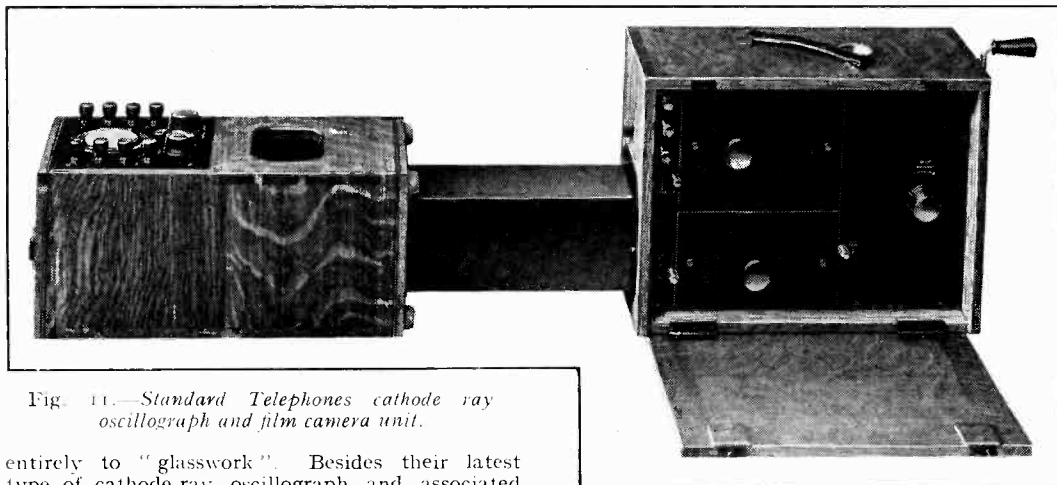 Fig. 11.—Standard Telephones cathode ray
oscillograph and film camera unit.
entirely to "glasswork". Besides their latest
type of cathode-ray oscillograph and associated